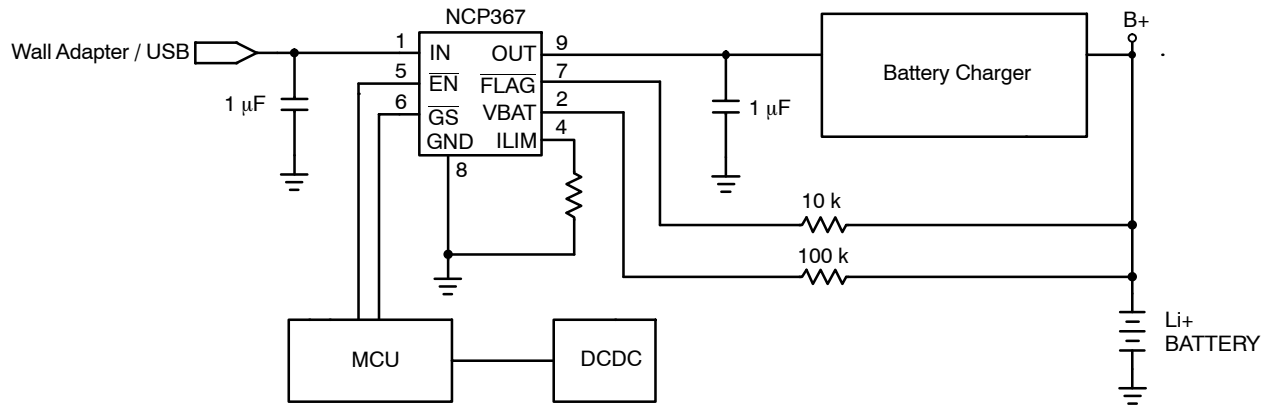 NCP367
B+
Wall Adapter / USB
1
IN
OUT
9
5
EN
FLAG
7
Battery Charger
6
GS
VBAT
2
1 μF
1 μF
GND
ILIM
4
8
10 k
100 k
Li+
BATTERY
MCU
DCDC